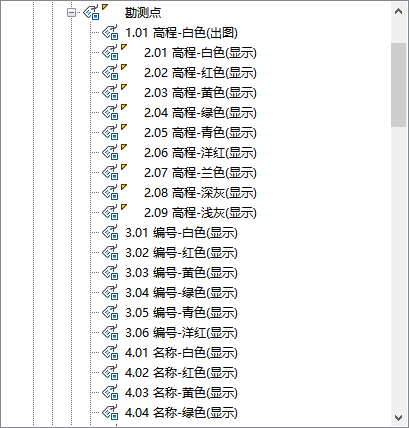 勘测点
1.01 高程-白色(出图)
2.01 高程-白色(显示)
2.02 高程-红色(显示)
2.03 高程-黄色(显示)
2.04 高程-绿色(显示)
2.05 高程-青色(显示)
2.06 高程-洋红(显示)
2.07 高程-兰色(显示)
2.08 高程-深灰(显示)
2.09 高程-浅灰(显示)
3.01 编号-白色(显示)
3.02 编号-红色(显示)
3.03 编号-黄色(显示)
3.04 编号-绿色(显示)
3.05 编号-青色(显示)
3.06 编号-洋红(显示)
4.01 名称-白色(显示)
4.02 名称-红色(显示)
4.03 名称-黄色(显示)
4.04 名称-绿色(显示)